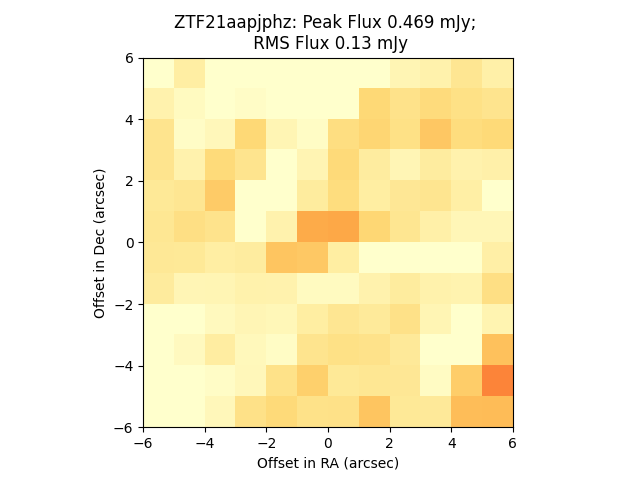 ZTF21aapjphz: Peak Flux 0.469 mJy;
RMS Flux 0.13 mJy
6
4
2
0
−2
−4
−6
Offset in Dec (arcsec)
−6 −4 −2 0 2 4 6
Offset in RA (arcsec)